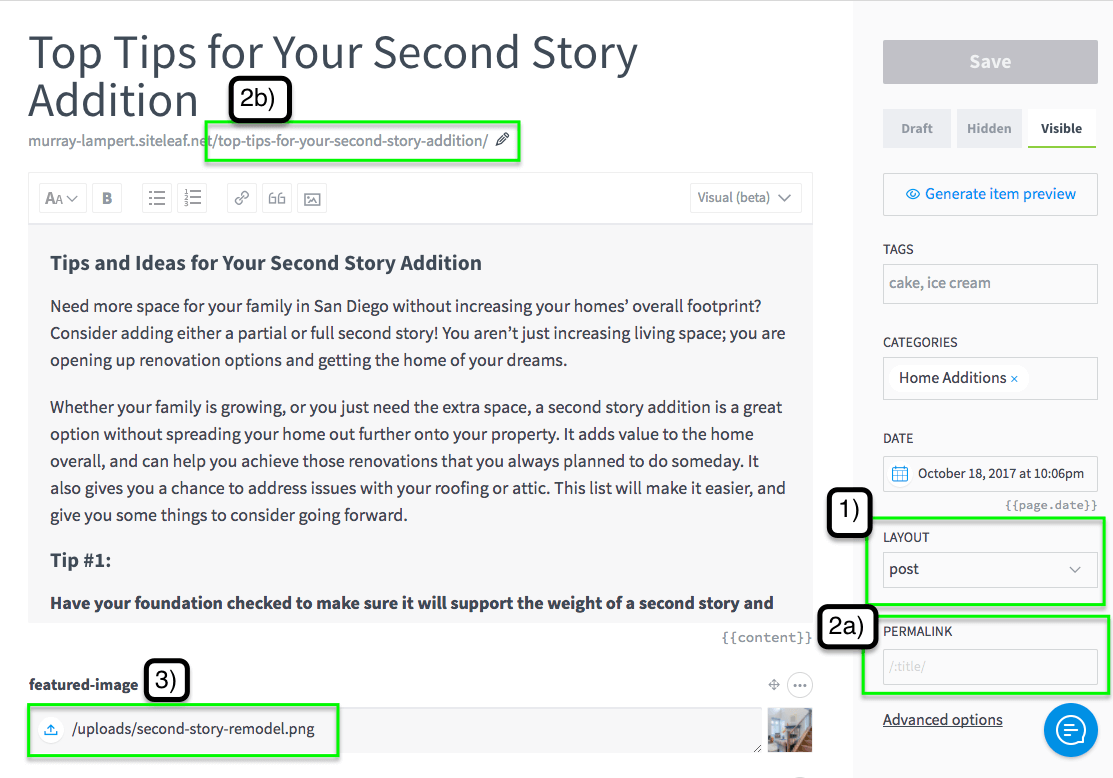 Top Tips for Your Second Story
Addition
2b)
murray-lampert.siteleaf.net/top-tips-for-your-second-story-addition/
AA
B
1
2
3
Visual (beta)
Tips and Ideas for Your Second Story Addition
Need more space for your family in San Diego without increasing your homes’ overall footprint?
Consider adding either a partial or full second story! You aren’t just increasing living space; you are
opening up renovation options and getting the home of your dreams.
Whether your family is growing, or you just need the extra space, a second story addition is a great
option without spreading your home out further onto your property. It adds value to the home
overall, and can help you achieve those renovations that you always planned to do someday. It
also gives you a chance to address issues with your roofing or attic. This list will make it easier, and
give you some things to consider going forward.
Tip #1:
Have your foundation checked to make sure it will support the weight of a second story and
{{content}}
featured-image
3)
/uploads/second-story-remodel.png
Save
Draft
Hidden
Visible
Generate item preview
TAGS
cake, ice cream
CATEGORIES
Home Additions ×
DATE
October 18, 2017 at 10:06pm
{{page.date}}
1)
LAYOUT
post
2a)
PERMALINK
/:title/
Advanced options